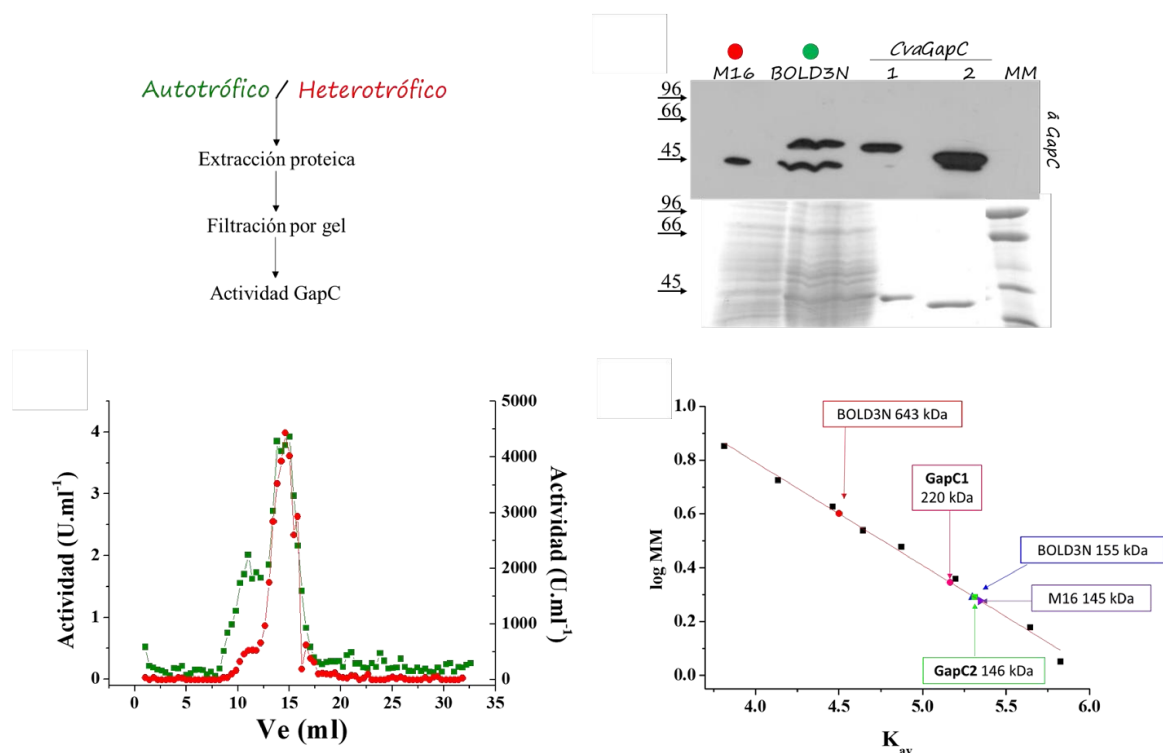 Autotrófico / Heterotrófico
Extracción proteica
Filtración por gel
Actividad GapC
CvaGapC
M16 BOLD3N 1 2 MM
96
66
45
â GapC
96
66
45
Actividad (U.ml-1)
4
3
2
1
0
0 5 10 15 20 25 30 35
Ve (ml)
5000
4000
3000
2000
1000
0
Actividad (U.ml-1)
log MM
1.0
0.8
0.6
0.4
0.2
0.0
4.0 4.5 5.0 5.5 6.0
Kav
BOLD3N 643 kDa
GapC1
220 kDa
BOLD3N 155 kDa
M16 145 kDa
GapC2 146 kDa